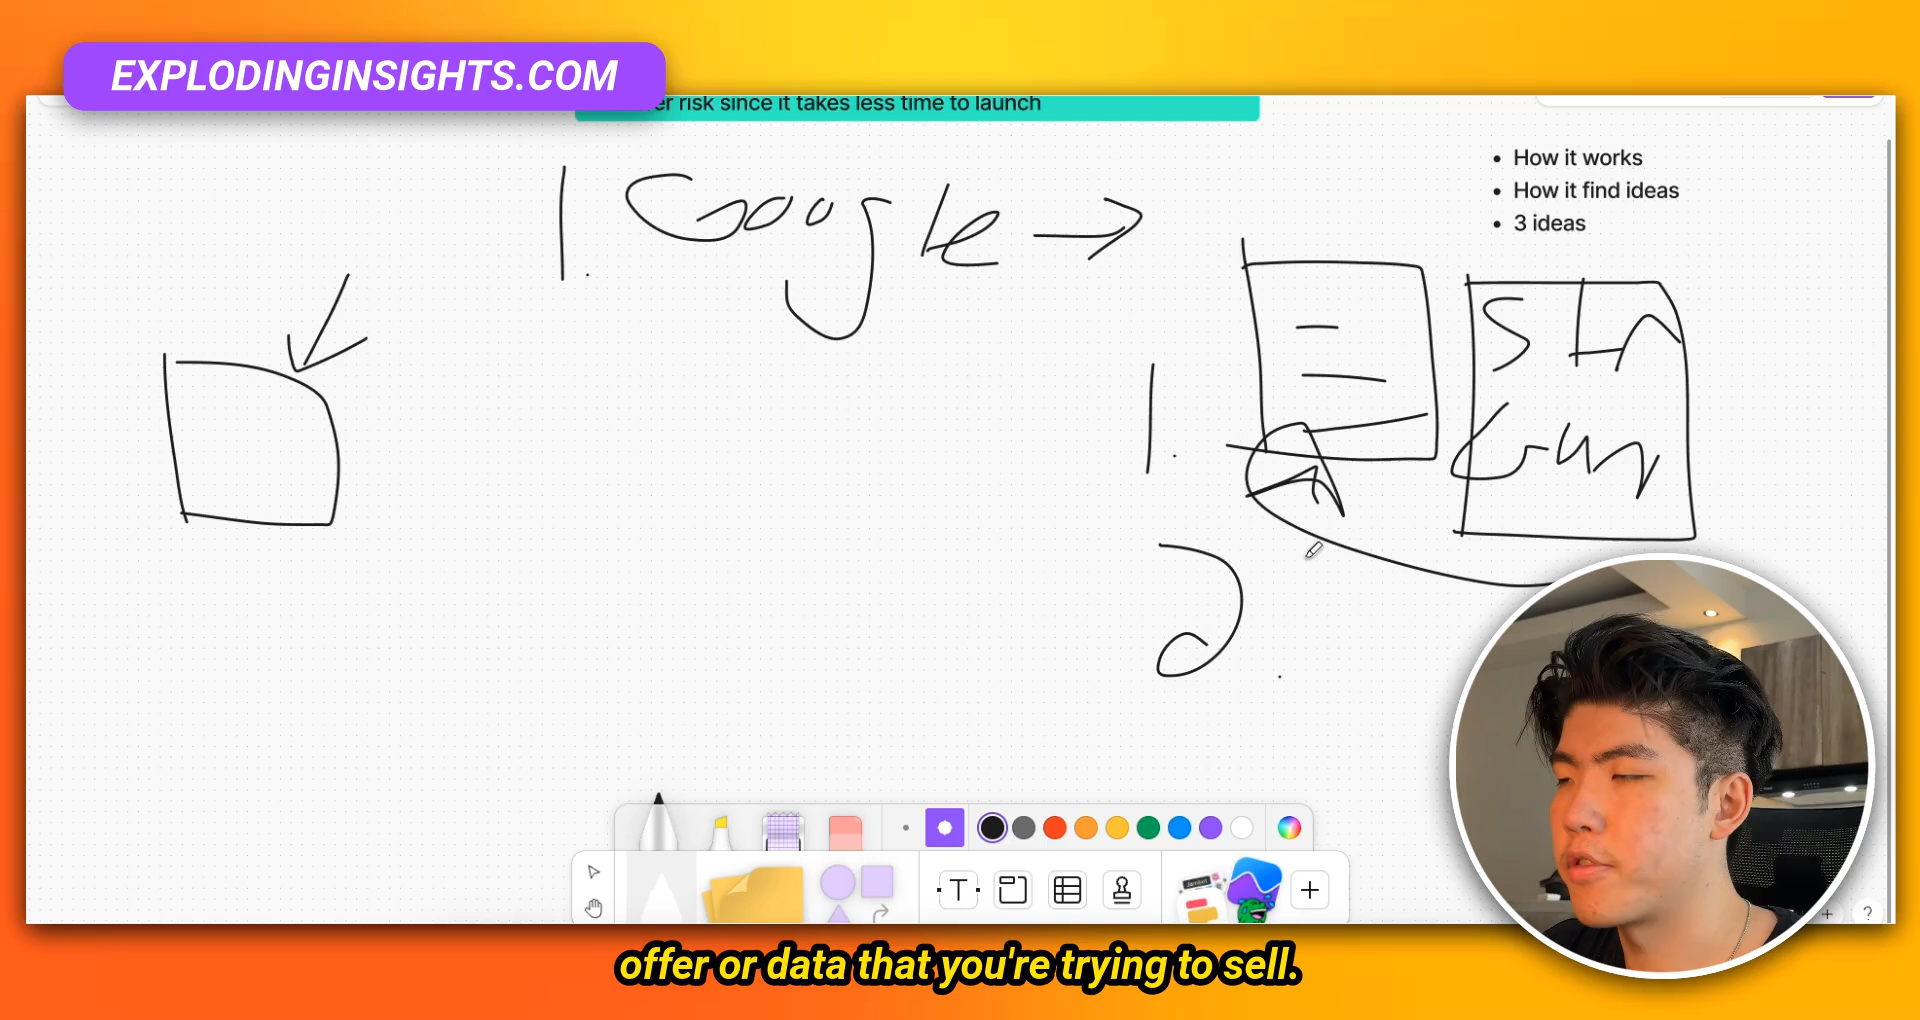 EXPLODINGINSIGHTS.COM
er risk since it takes less time to launch
• How it works
• How it find ideas
• 3 ideas
1. Google →
1.
2.
T
?
offer or data that you're trying to sell.